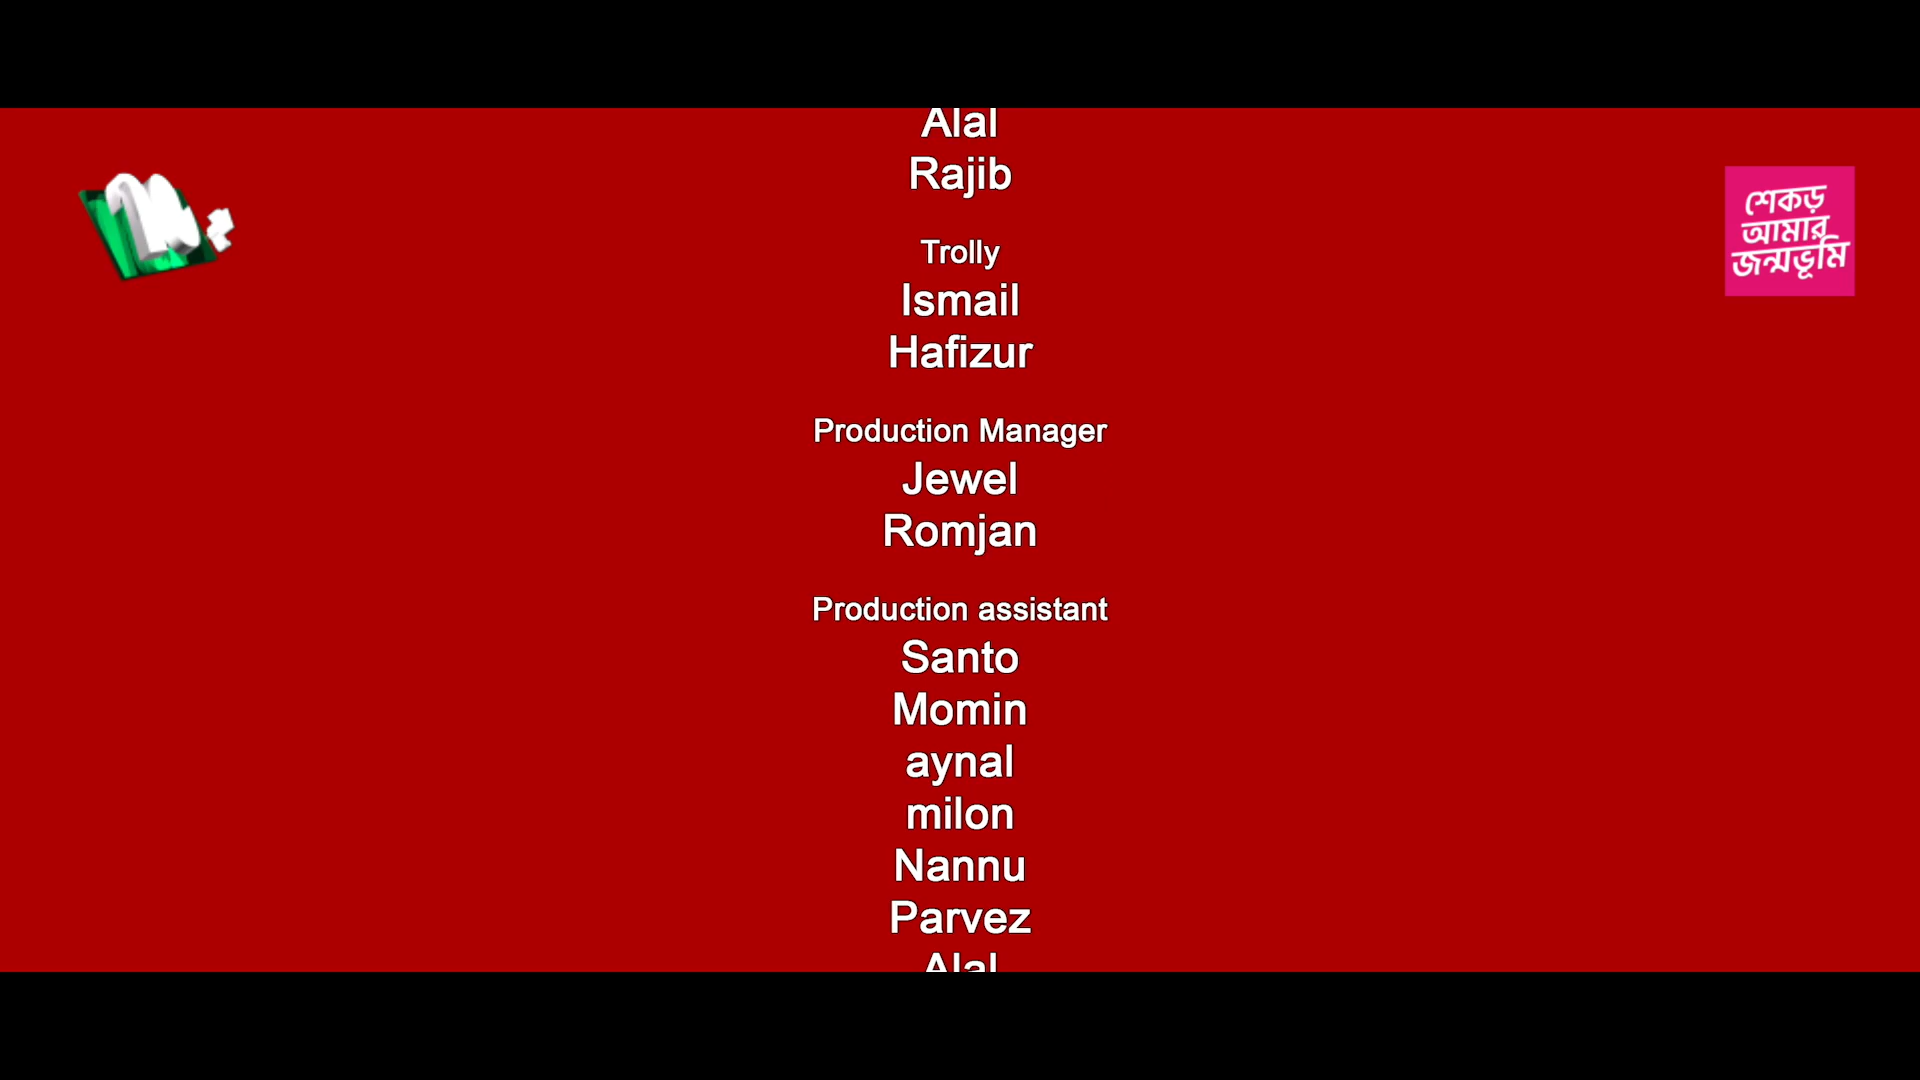 Alal
Rajib
শেকড়
আমার
জন্মভূমি
Trolly
Ismail
Hafizur
Production Manager
Jewel
Romjan
Production assistant
Santo
Momin
aynal
milon
Nannu
Parvez
Alal